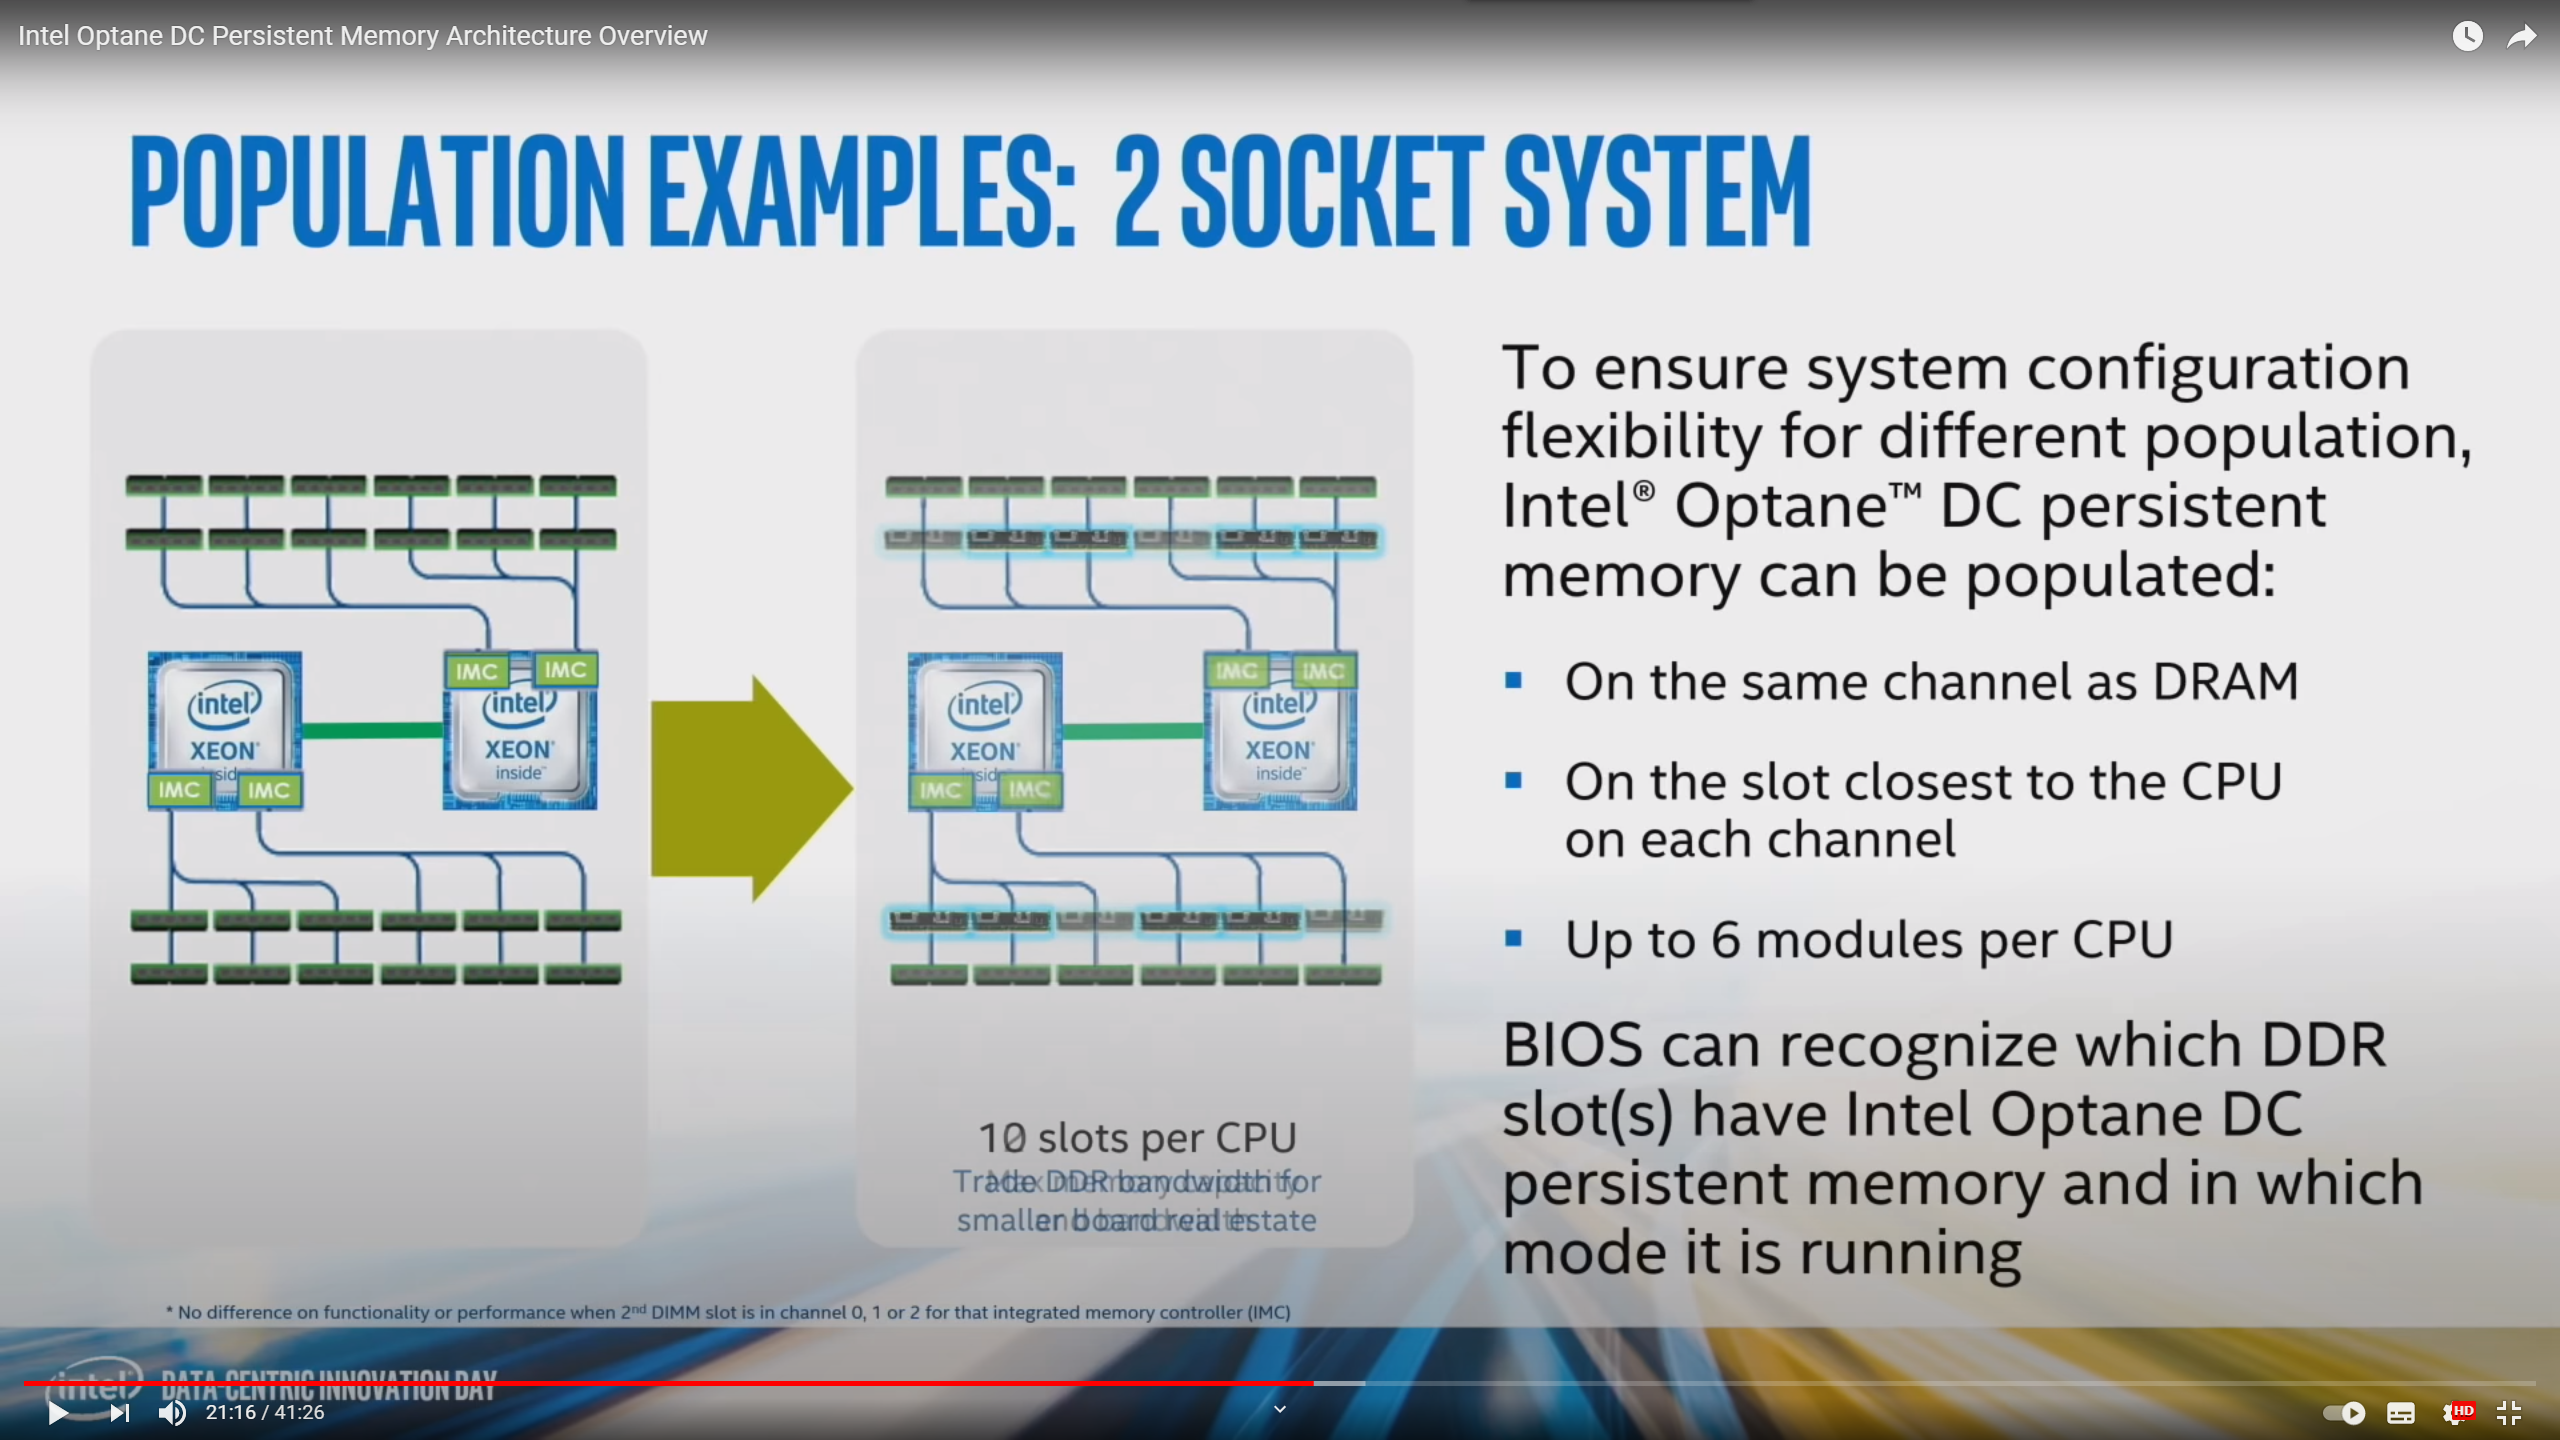 Intel Optane DC Persistent Memory Architecture Overview
POPULATION EXAMPLES: 2 SOCKET SYSTEM
To ensure system configuration
flexibility for different population,
Intel® Optane™ DC persistent
memory can be populated:
▪ On the same channel as DRAM
▪ On the slot closest to the CPU
on each channel
▪ Up to 6 modules per CPU
BIOS can recognize which DDR
slot(s) have Intel Optane DC
persistent memory and in which
mode it is running
IMC IMC
intel XEON inside
intel XEON inside™
IMC IMC
IMC IMC
intel XEON inside
intel XEON inside™
IMC IMC
slots per CPU
Trade DDR bandwidth for
smaller board real estate
* No difference on functionality or performance when 2nd DIMM slot is in channel 0, 1 or 2 for that integrated memory controller (IMC)
intel DATA-CENTRIC INNOVATION DAY
21:16 / 41:26
HD